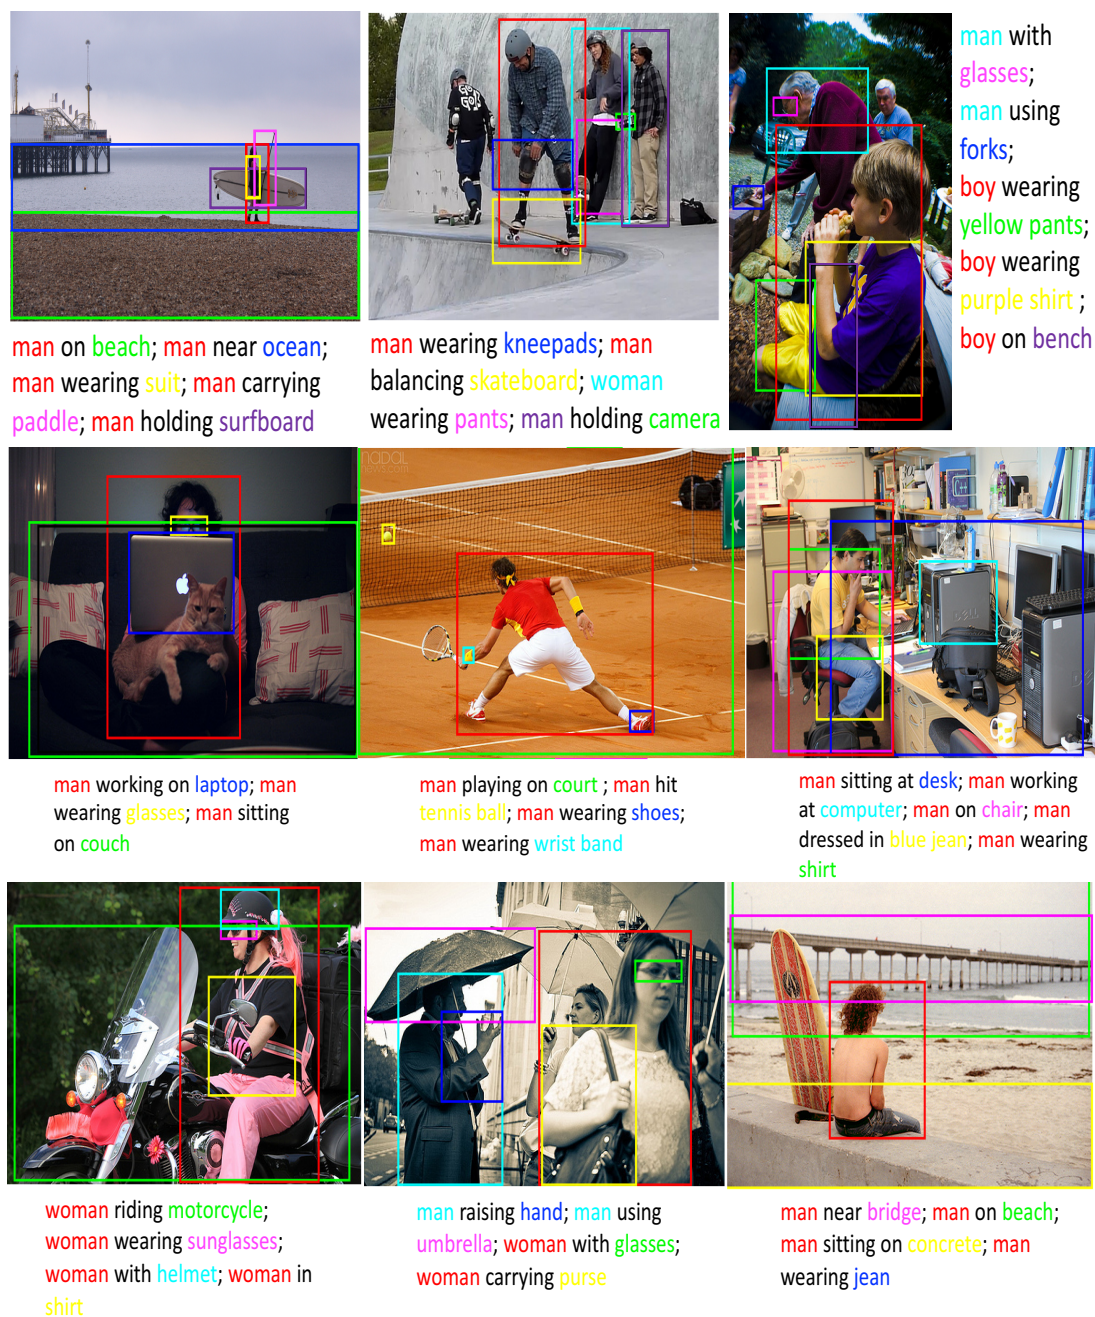 GO
GO!
man on beach; man near ocean;
man wearing suit; man carrying
paddle; man holding surfboard
man wearing kneepads; man
balancing skateboard; woman
wearing pants; man holding camera
man with
glasses;
man using
forks;
boy wearing
yellow pants;
boy wearing
purple shirt ;
boy on bench
man working on laptop; man
wearing glasses; man sitting
on couch
nadal
news.com
man playing on court ; man hit
tennis ball; man wearing shoes;
man wearing wrist band
DELL
man sitting at desk; man working
at computer; man on chair; man
dressed in blue jean; man wearing
shirt
woman riding motorcycle;
woman wearing sunglasses;
woman with helmet; woman in
shirt
man raising hand; man using
umbrella; woman with glasses;
woman carrying purse
man near bridge; man on beach;
man sitting on concrete; man
wearing jean